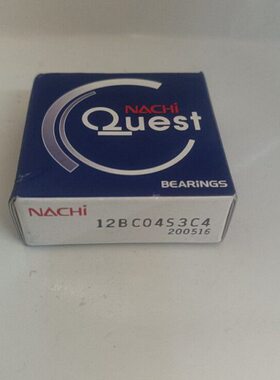 NACHi
Quest
BEARiNGS
NACHi
12BC04S3C4
200516